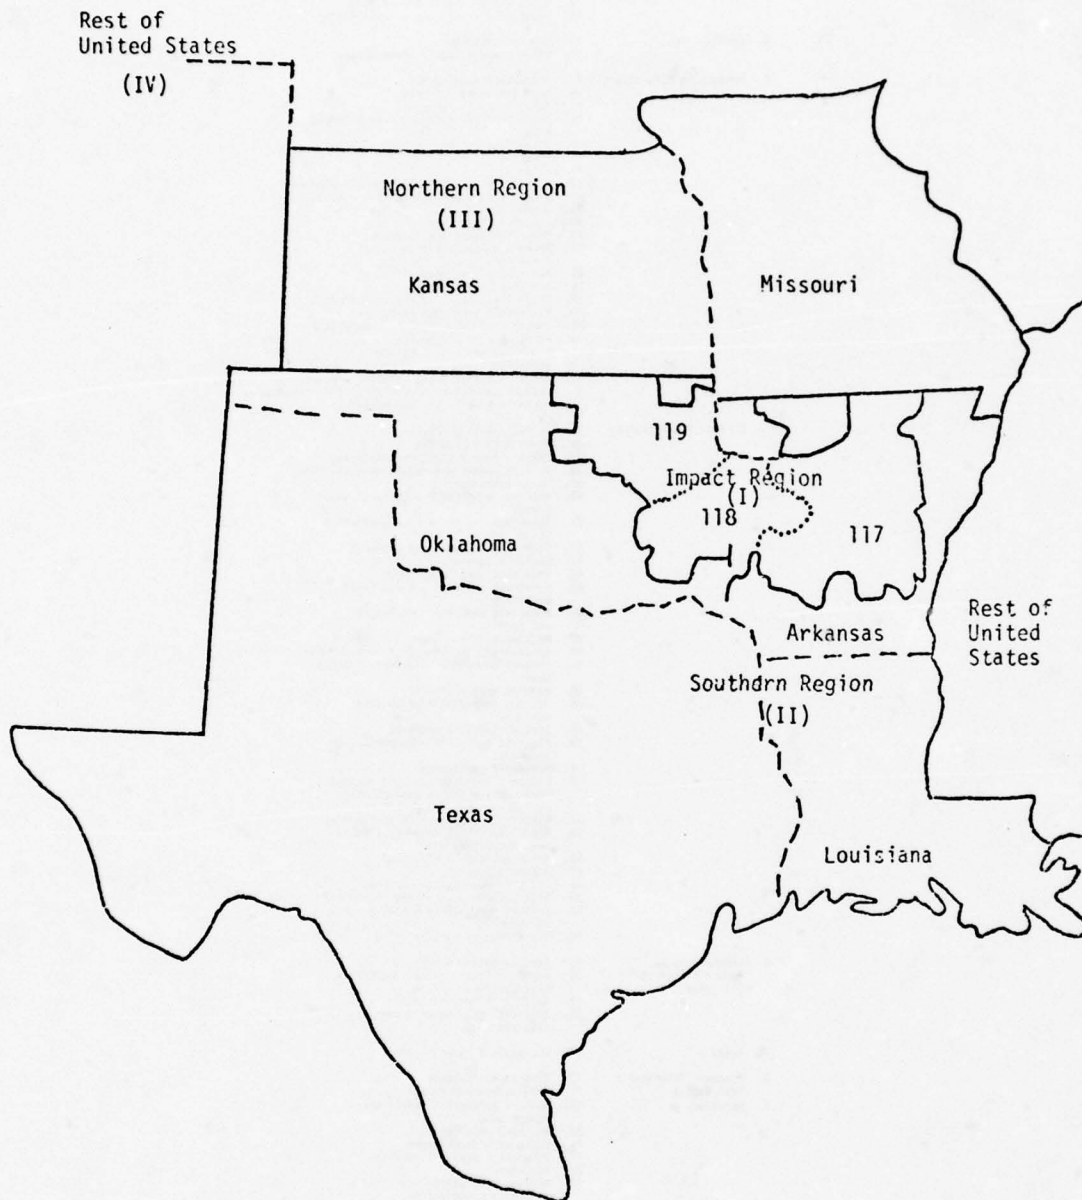 Rest of
United States
(IV)
Northern Region
(III)
Kansas
Missouri
119
Impact Region
(I)
118
117
Oklahoma
Arkansas
Rest of
United
States
Southern Region
(II)
Texas
Louisiana